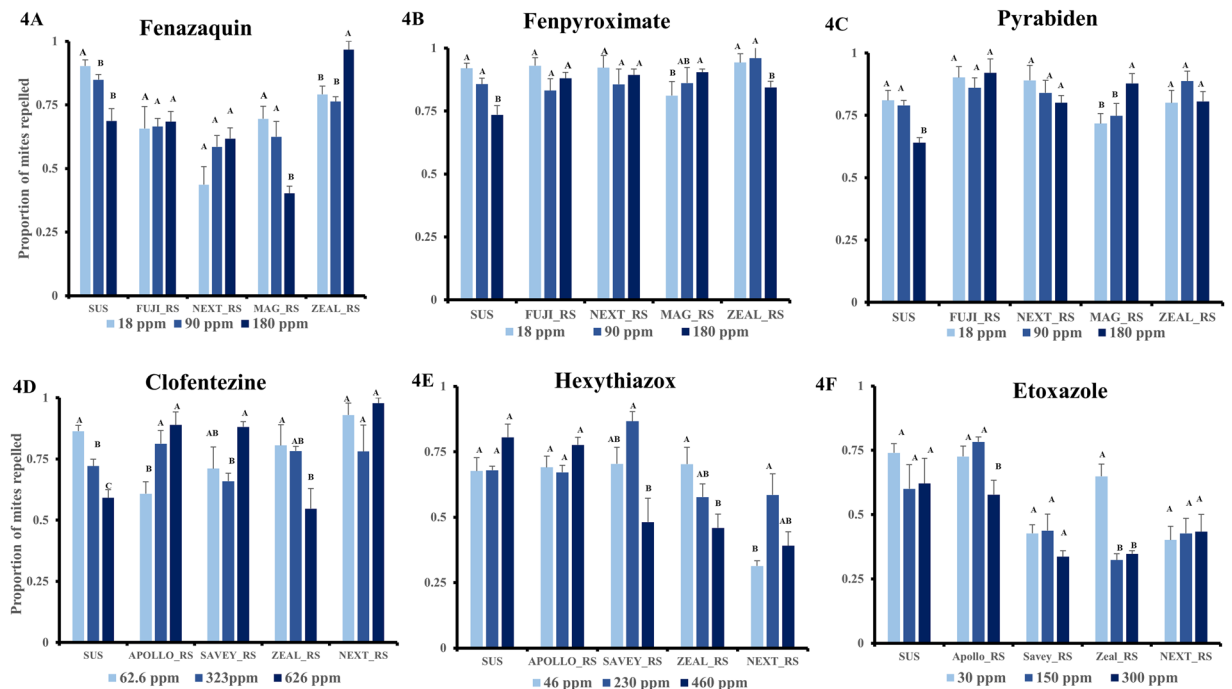 4A
Fenazaquin
Proportion of mites repelled
1
0.75
0.5
0.25
0
A B B
A A A
A A A
A A B
B B A
SUS FUJI_RS NEXT_RS MAG_RS ZEAL_RS
18 ppm 90 ppm 180 ppm
4B
Fenpyroximate
1
0.75
0.5
0.25
0
A A B
A A A
A A A
B AB A
A A B
SUS FUJI_RS NEXT_RS MAG_RS ZEAL_RS
18 ppm 90 ppm 180 ppm
4C
Pyrabiden
1
0.75
0.5
0.25
0
A A B
A A A
A A A
B B A
A A A
SUS FUJI_RS NEXT_RS MAG_RS ZEAL_RS
18 ppm 90 ppm 180 ppm
4D
Clofentezine
Proportion of mites repelled
1
0.75
0.5
0.25
0
A B C
B A A
AB B A
A AB B
A A A
SUS APOLLO_RS SAVEY_RS ZEAL_RS NEXT_RS
62.6 ppm 323ppm 626 ppm
4E
Hexythiazox
1
0.75
0.5
0.25
0
A A A
A A A
AB A B
A AB B
B A AB
SUS APOLLO_RS SAVEY_RS ZEAL_RS NEXT_RS
46 ppm 230 ppm 460 ppm
4F
Etoxazole
1
0.75
0.5
0.25
0
A A A
A A B
A A A
A B B
A A A
SUS Apollo_RS Savey_RS Zeal_RS NEXT_RS
30 ppm 150 ppm 300 ppm